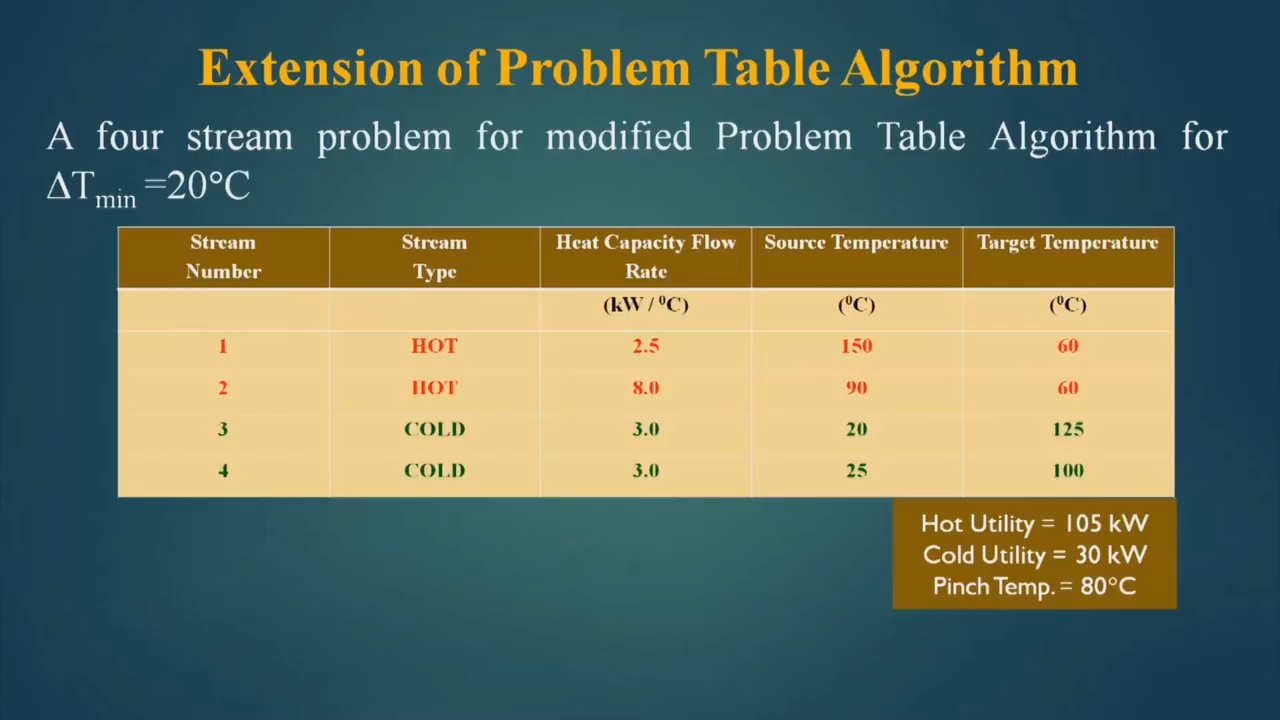 Extension of Problem Table Algorithm
A four stream problem for modified Problem Table Algorithm for
ΔTmin =20°C
Stream Number Stream Type Heat Capacity Flow Rate Source Temperature Target Temperature
(kW / ⁰C) (⁰C) (⁰C)
1 HOT 2.5 150 60
2 HOT 8.0 90 60
3 COLD 3.0 20 125
4 COLD 3.0 25 100
Hot Utility = 105 kW
Cold Utility = 30 kW
Pinch Temp. = 80°C